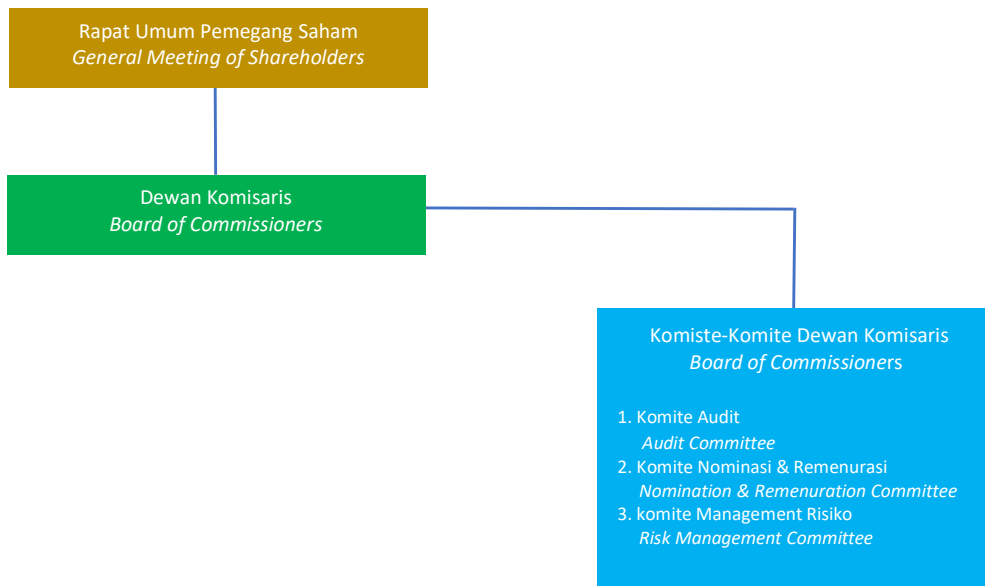 Rapat Umum Pemegang Saham
General Meeting of Shareholders
Dewan Komisaris
Board of Commissioners
Komiste-Komite Dewan Komisaris
Board of Commissioners
1. Komite Audit
Audit Committee
2. Komite Nominasi & Remenurasi
Nomination & Remenuration Committee
3. komite Management Risiko
Risk Management Committee